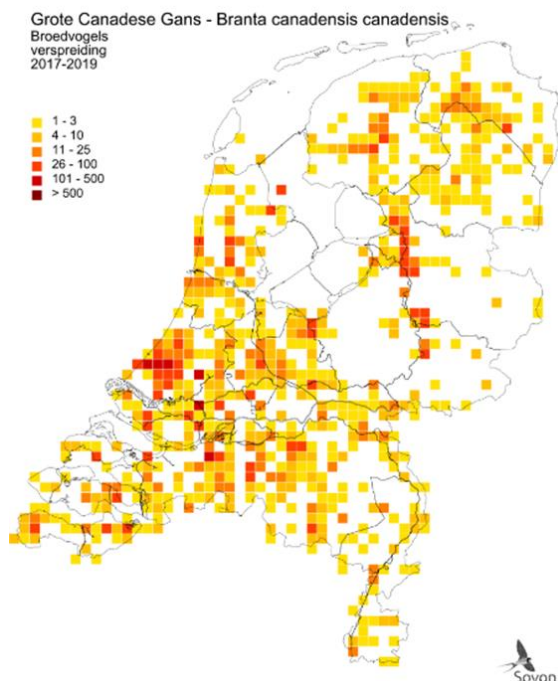 Grote Canadese Gans - Branta canadensis canadensis
Broedvogels
verspreiding
2017-2019
1 - 3
4 - 10
11 - 25
26 - 100
101 - 500
> 500
Sovon